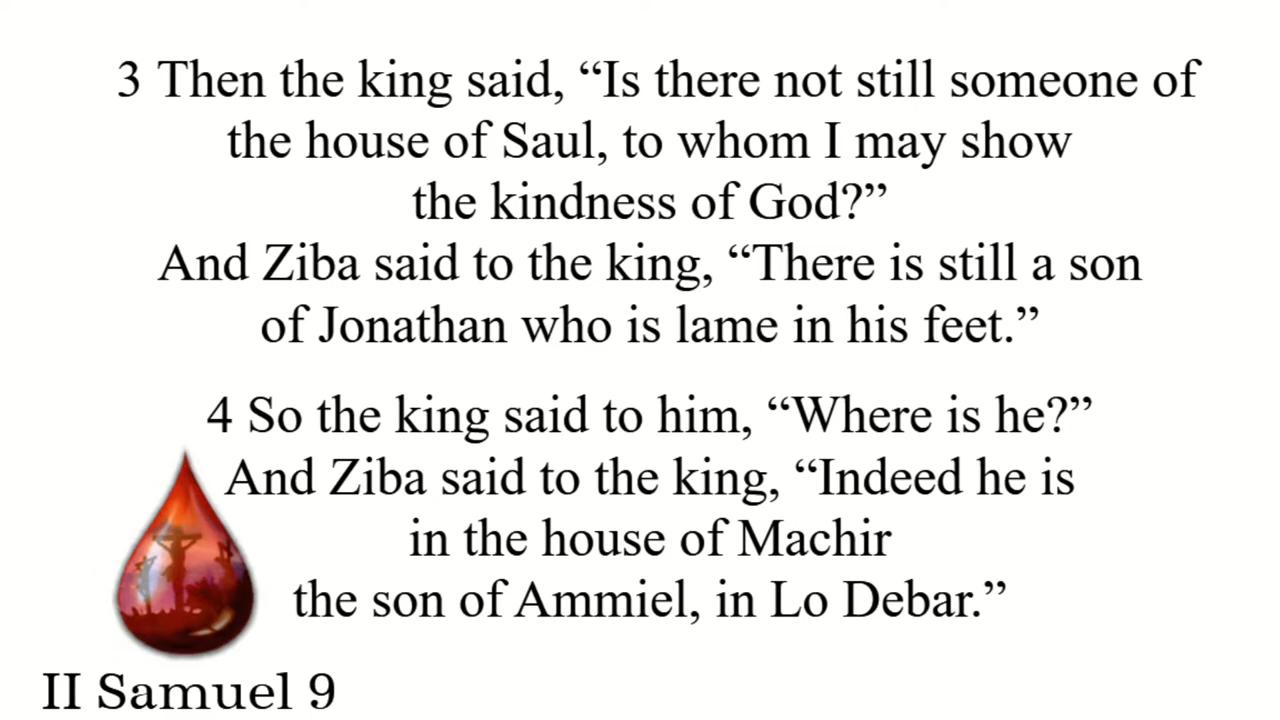 3 Then the king said, “Is there not still someone of
the house of Saul, to whom I may show
the kindness of God?”
And Ziba said to the king, “There is still a son
of Jonathan who is lame in his feet.”
4 So the king said to him, “Where is he?”
And Ziba said to the king, “Indeed he is
in the house of Machir
the son of Ammiel, in Lo Debar.”
II Samuel 9